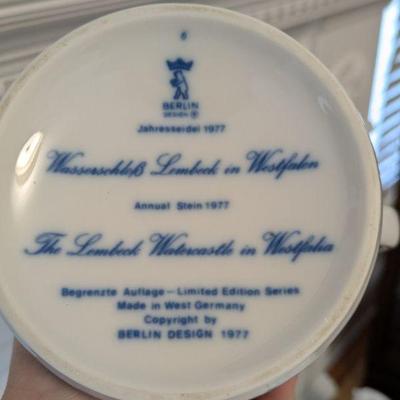 6
BERLIN
DESIGN ®
Jahresseidel 1977
Wasserschloß Lembeck in Westfalen
Annual Stein 1977
The Lembeck Watercastle in Westfalia
Begrenzte Auflage – Limited Edition Series
Made in West Germany
Copyright by
BERLIN DESIGN 1977